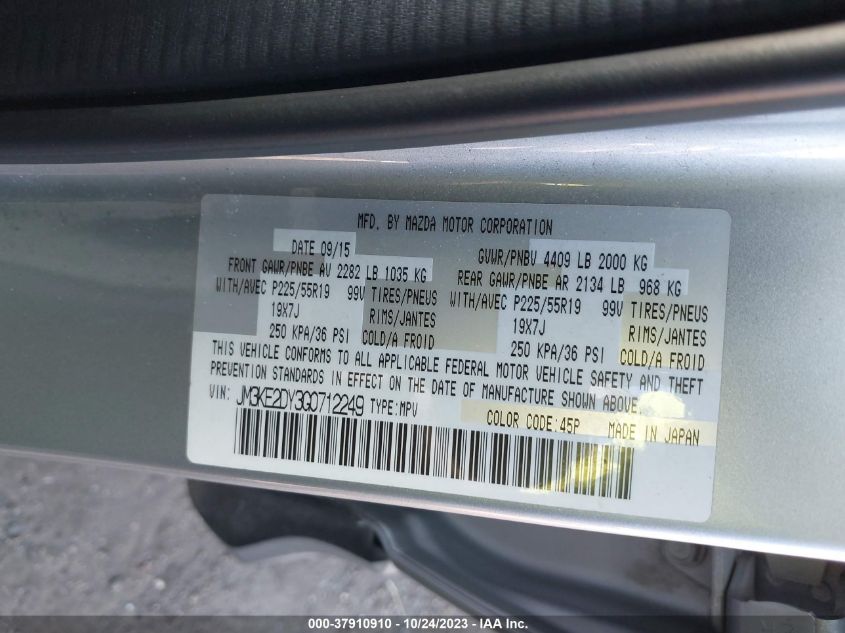 MFD. BY MAZDA MOTOR CORPORATION
DATE 09/15 GVWR/PNBV 4409 LB 2000 KG
FRONT GAWR/PNBE AV 2282 LB 1035 KG REAR GAWR/PNBE AR 2134 LB 968 KG
WITH/AVEC P225/55R19 99V TIRES/PNEUS WITH/AVEC P225/55R19 99V TIRES/PNEUS
19X7J RIMS/JANTES 19X7J RIMS/JANTES
250 KPA/36 PSI COLD/A FROID 250 KPA/36 PSI COLD/A FROID
THIS VEHICLE CONFORMS TO ALL APPLICABLE FEDERAL MOTOR VEHICLE SAFETY AND THEFT
PREVENTION STANDARDS IN EFFECT ON THE DATE OF MANUFACTURE SHOWN ABOVE.
VIN: JM3KE2DY3G0712249 TYPE:MPV
COLOR CODE:45P MADE IN JAPAN
000-37910910 - 10/24/2023 - IAA Inc.